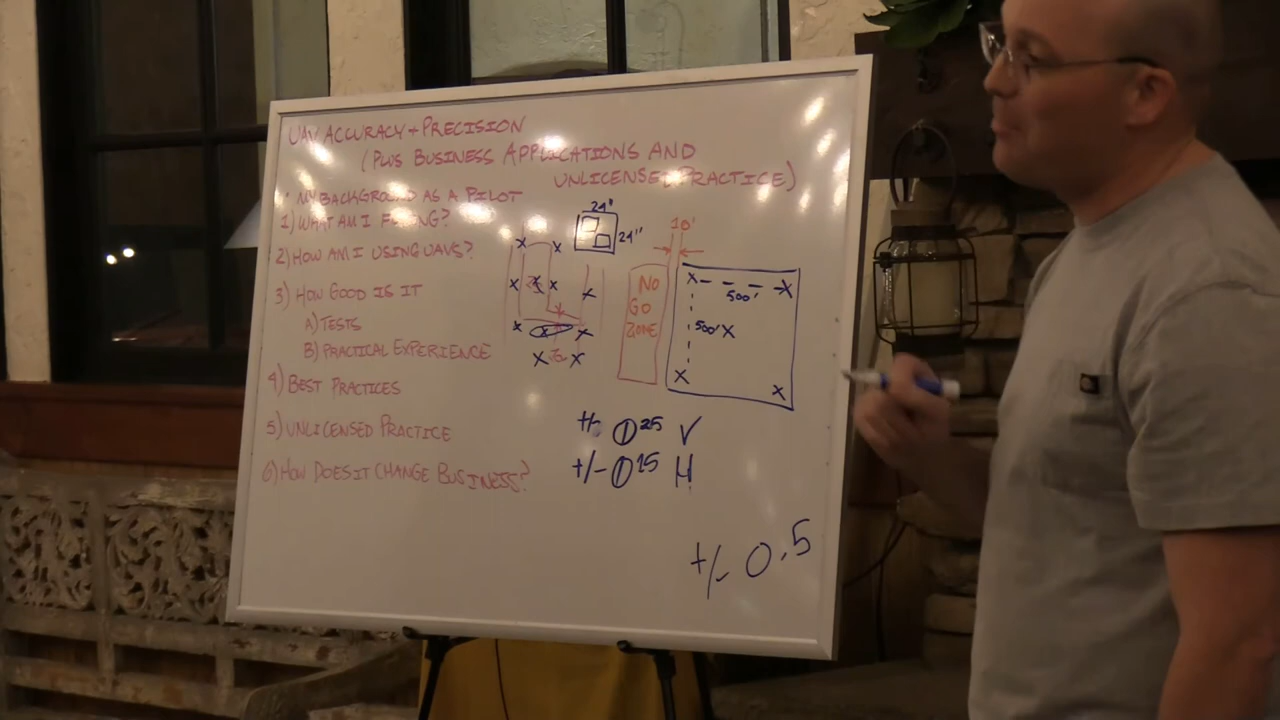 UAV ACCURACY + PRECISION
(PLUS BUSINESS APPLICATIONS AND
UNLICENSED PRACTICE)
• MY BACKGROUND AS A PILOT
1) WHAT AM I FLYING?
2) HOW AM I USING UAVS?
3) HOW GOOD IS IT
A) TESTS
B) PRACTICAL EXPERIENCE
4) BEST PRACTICES
5) UNLICENSED PRACTICE
6) HOW DOES IT CHANGE BUSINESS?
24"
24"
10'
NO
GO
ZONE
500'
500'
+/- 0 25 V
+/- 0 15 H
+/- 0.5